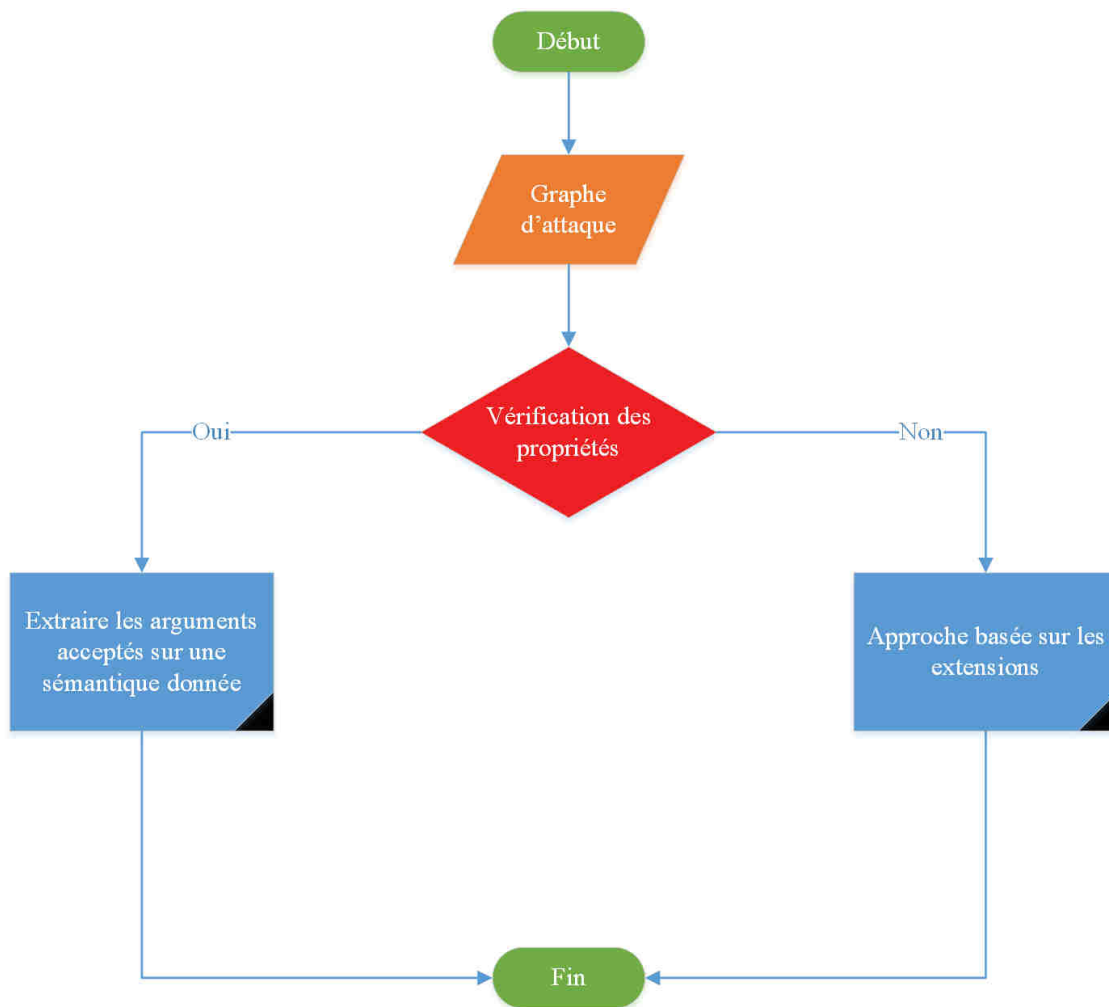 Début
Graphe
d’attaque
Vérification des
propriétés
Oui
Non
Extraire les arguments
acceptés sur une
sémantique donnée
Approche basée sur les
extensions
Fin